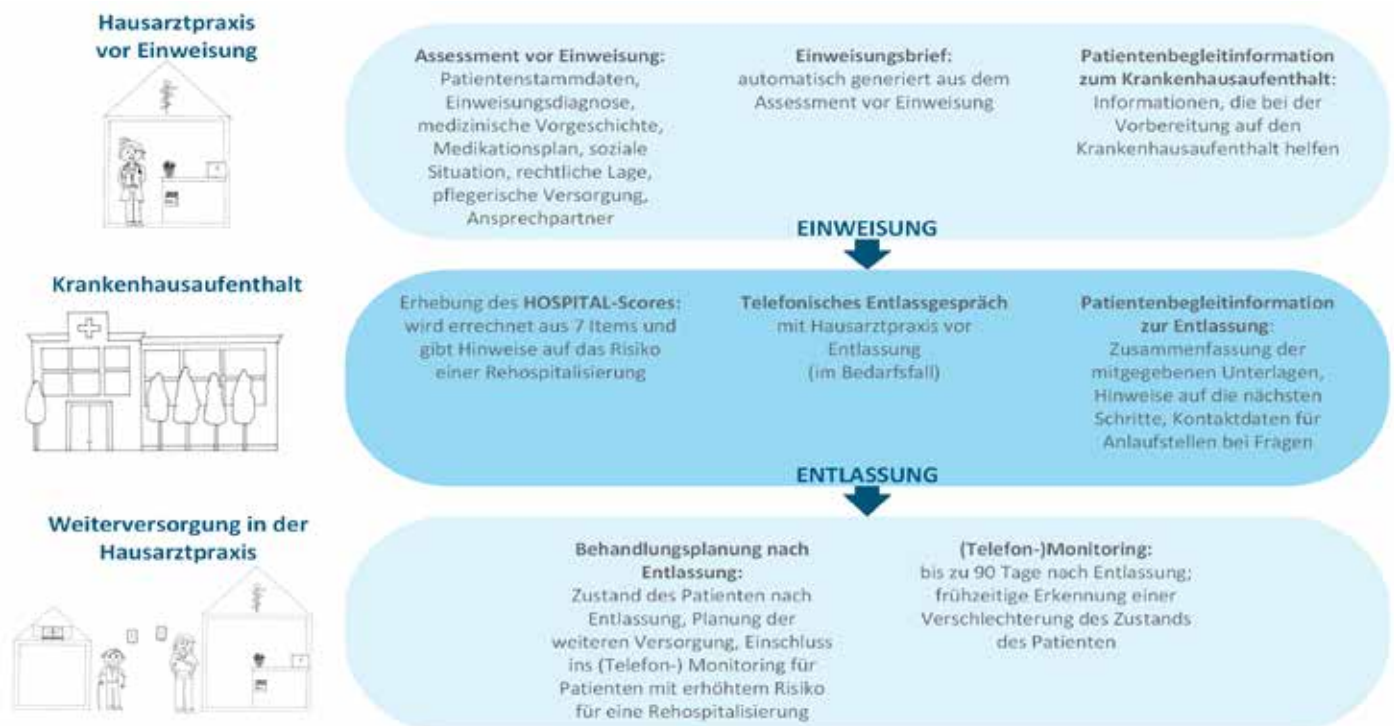 Hausarztpraxis
vor Einweisung
Assessment vor Einweisung:
Patientenstammdaten,
Einweisungsdiagnose,
medizinische Vorgeschichte,
Medikationsplan, soziale
Situation, rechtliche Lage,
pflegerische Versorgung,
Ansprechpartner
Einweisungsbrief:
automatisch generiert aus dem
Assessment vor Einweisung
Patientenbegleitinformation
zum Krankenhausaufenthalt:
Informationen, die bei der
Vorbereitung auf den
Krankenhausaufenthalt helfen
EINWEISUNG
Krankenhausaufenthalt
Erhebung des HOSPITAL-Scores:
wird errechnet aus 7 Items und
gibt Hinweise auf das Risiko
einer Rehospitalisierung
Telefonisches Entlassgespräch
mit Hausarztpraxis vor
Entlassung
(im Bedarfsfall)
Patientenbegleitinformation
zur Entlassung:
Zusammenfassung der
mitgegebenen Unterlagen,
Hinweise auf die nächsten
Schritte, Kontaktdaten für
Anlaufstellen bei Fragen
ENTLASSUNG
Weiterversorgung in der
Hausarztpraxis
Behandlungsplanung nach
Entlassung:
Zustand des Patienten nach
Entlassung, Planung der
weiteren Versorgung, Einschluss
ins (Telefon-) Monitoring für
Patienten mit erhöhtem Risiko
für eine Rehospitalisierung
(Telefon-)Monitoring:
bis zu 90 Tage nach Entlassung;
frühzeitige Erkennung einer
Verschlechterung des Zustands
des Patienten